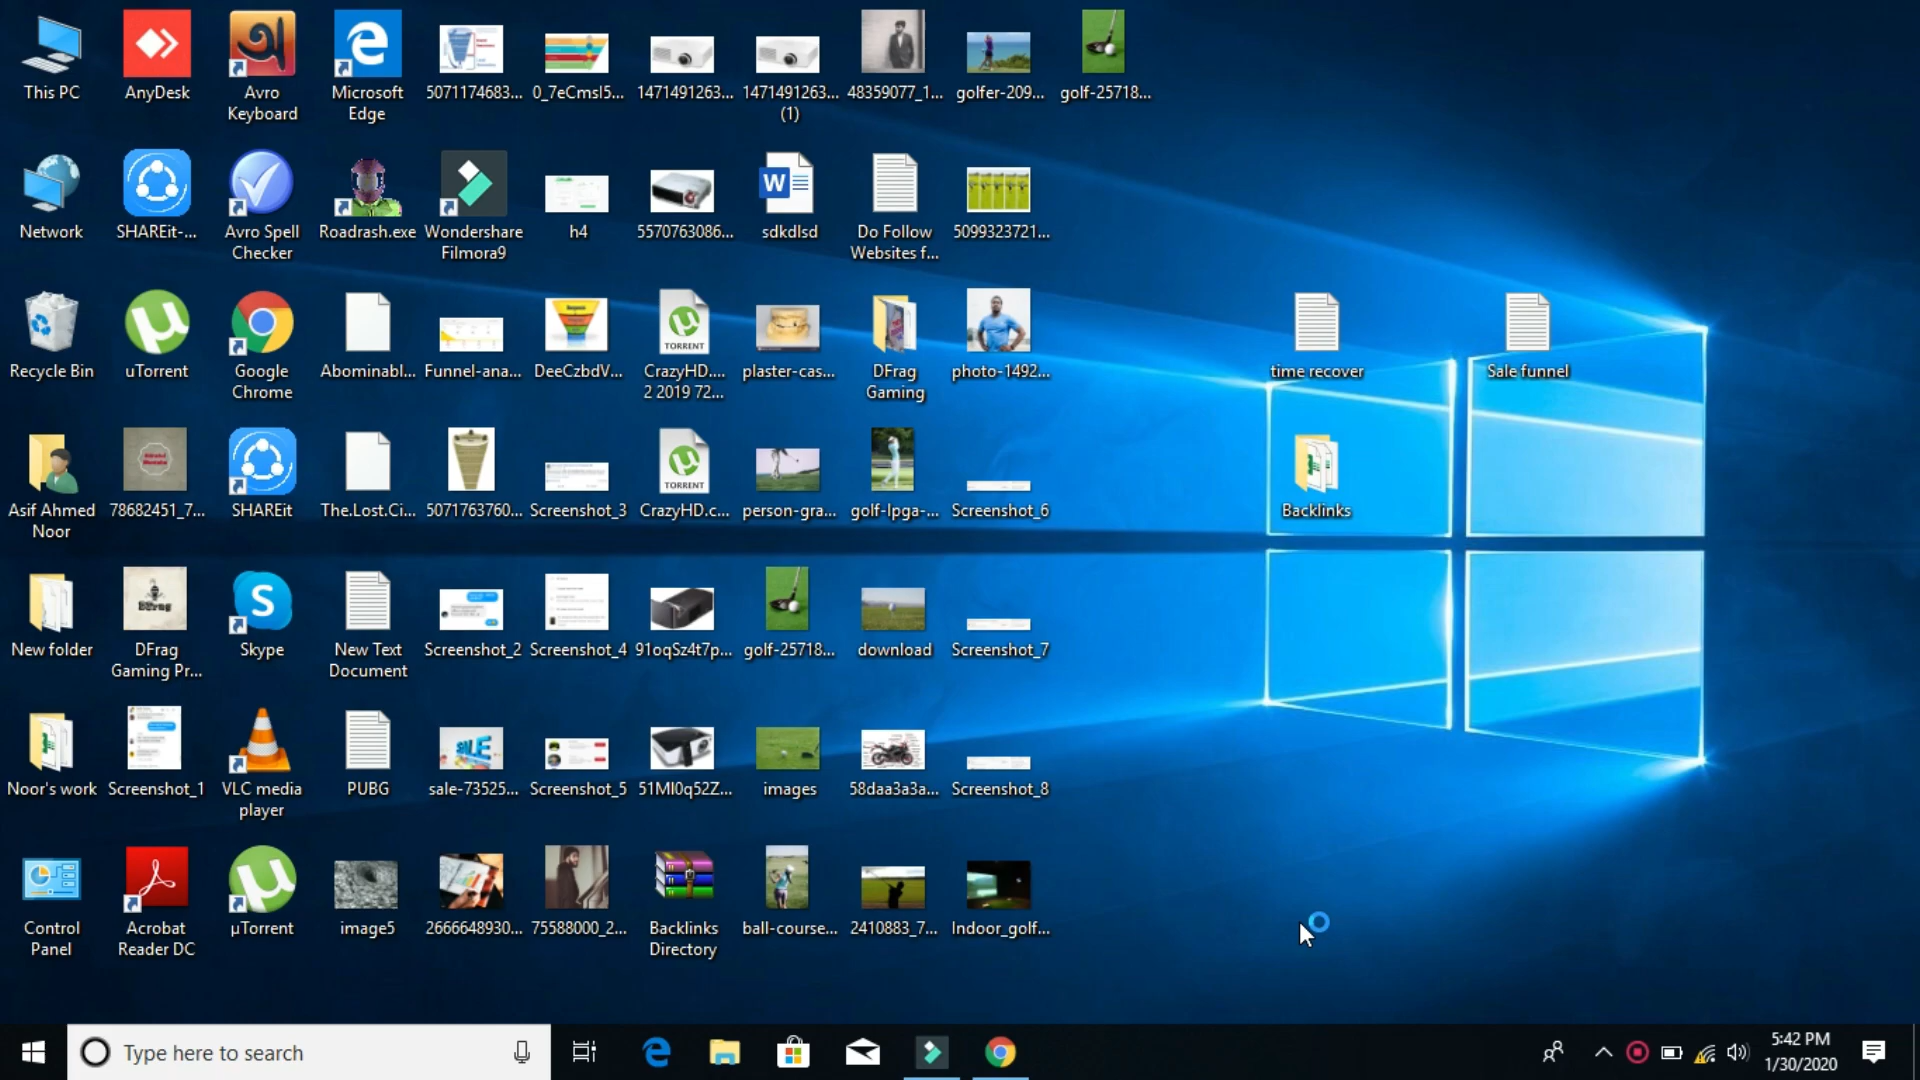 This PC
AnyDesk
Avro
Keyboard
Microsoft
Edge
5071174683...
0_7eCmsl5...
1471491263...
1471491263...
(1)
48359077_1...
golfer-209...
golf-25718...
Network
SHAREit-...
Avro Spell
Checker
Roadrash.exe
Wondershare
Filmora9
h4
5570763086...
W
sdkdlsd
Do Follow
Websites f...
5099323721...
Recycle Bin
uTorrent
Google
Chrome
Abominabl...
Funnel-ana...
DeeCzbdV...
TORRENT
CrazyHD....
2 2019 72...
plaster-cas...
DFrag
Gaming
photo-1492...
time recover
Sale funnel
Asif Ahmed
Noor
78682451_7...
SHAREit
The.Lost.Ci...
5071763760...
Screenshot_3
TORRENT
CrazyHD.c...
person-gra...
golf-lpga-...
Screenshot_6
Backlinks
New folder
DFrag
Gaming Pr...
Skype
New Text
Document
Screenshot_2
Screenshot_4
91oqSz4t7p...
golf-25718...
download
Screenshot_7
Noor's work
Screenshot_1
VLC media
player
PUBG
SALE
sale-73525...
Screenshot_5
51MI0q52Z...
images
58daa3a3a...
Screenshot_8
Control
Panel
Acrobat
Reader DC
µTorrent
image5
2666648930...
75588000_2...
Backlinks
Directory
ball-course...
2410883_7...
Indoor_golf...
Type here to search
5:42 PM
1/30/2020